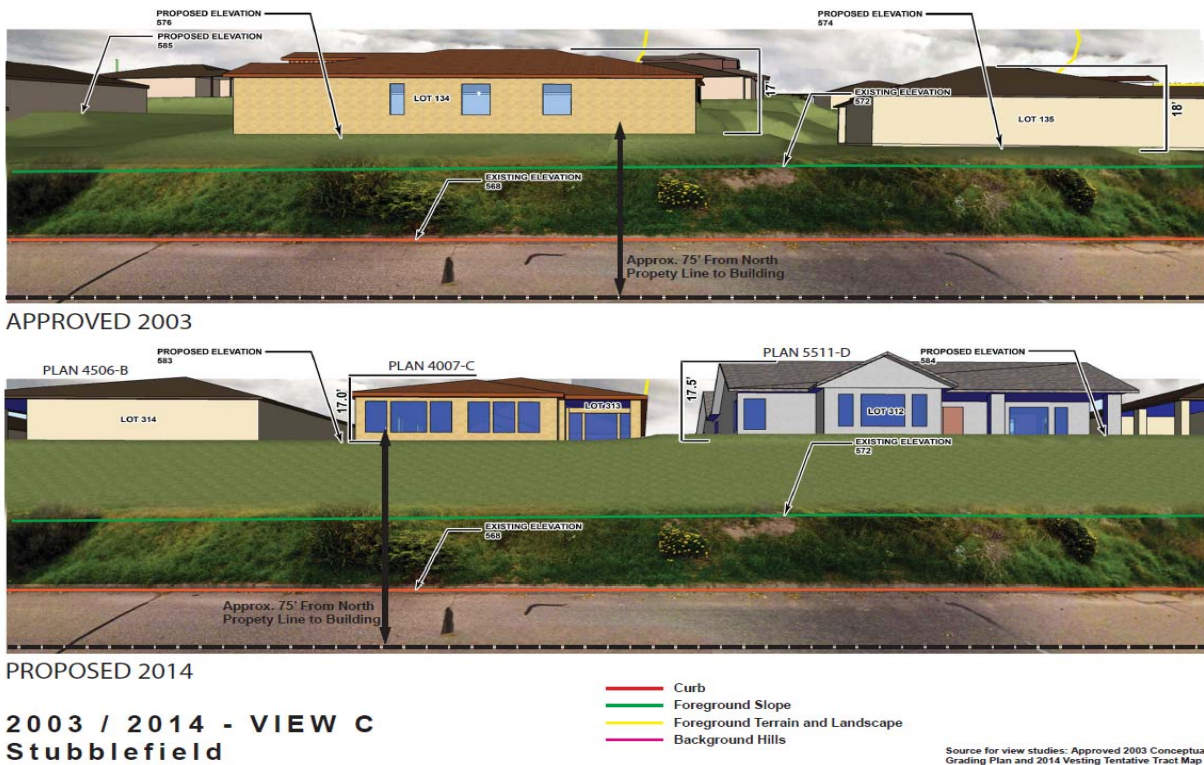 PROPOSED ELEVATION
576
PROPOSED ELEVATION
585
PROPOSED ELEVATION
574
LOT 134
17'
EXISTING ELEVATION
572
LOT 135
18'
EXISTING ELEVATION
568
Approx. 75' From North
Propety Line to Building
APPROVED 2003
PLAN 4506-B
PROPOSED ELEVATION
583
PLAN 4007-C
PLAN 5511-D
PROPOSED ELEVATION
584
17.0'
17.5'
LOT 314
LOT 313
LOT 312
EXISTING ELEVATION
572
EXISTING ELEVATION
568
Approx. 75' From North
Propety Line to Building
PROPOSED 2014
2003 / 2014 - VIEW C
Stubblefield
Curb
Foreground Slope
Foreground Terrain and Landscape
Background Hills
Source for view studies: Approved 2003 Conceptua
Grading Plan and 2014 Vesting Tentative Tract Map